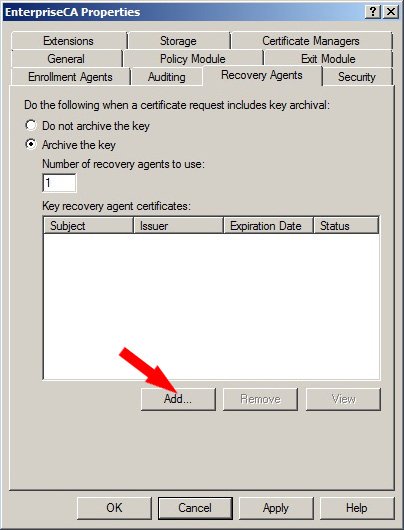 EnterpriseCA Properties
Extensions Storage Certificate Managers
General Policy Module Exit Module
Enrollment Agents Auditing Recovery Agents Security
Do the following when a certificate request includes key archival:
Do not archive the key
Archive the key
Number of recovery agents to use:
1
Key recovery agent certificates:
Subject Issuer Expiration Date Status
Add... Remove View
OK Cancel Apply Help